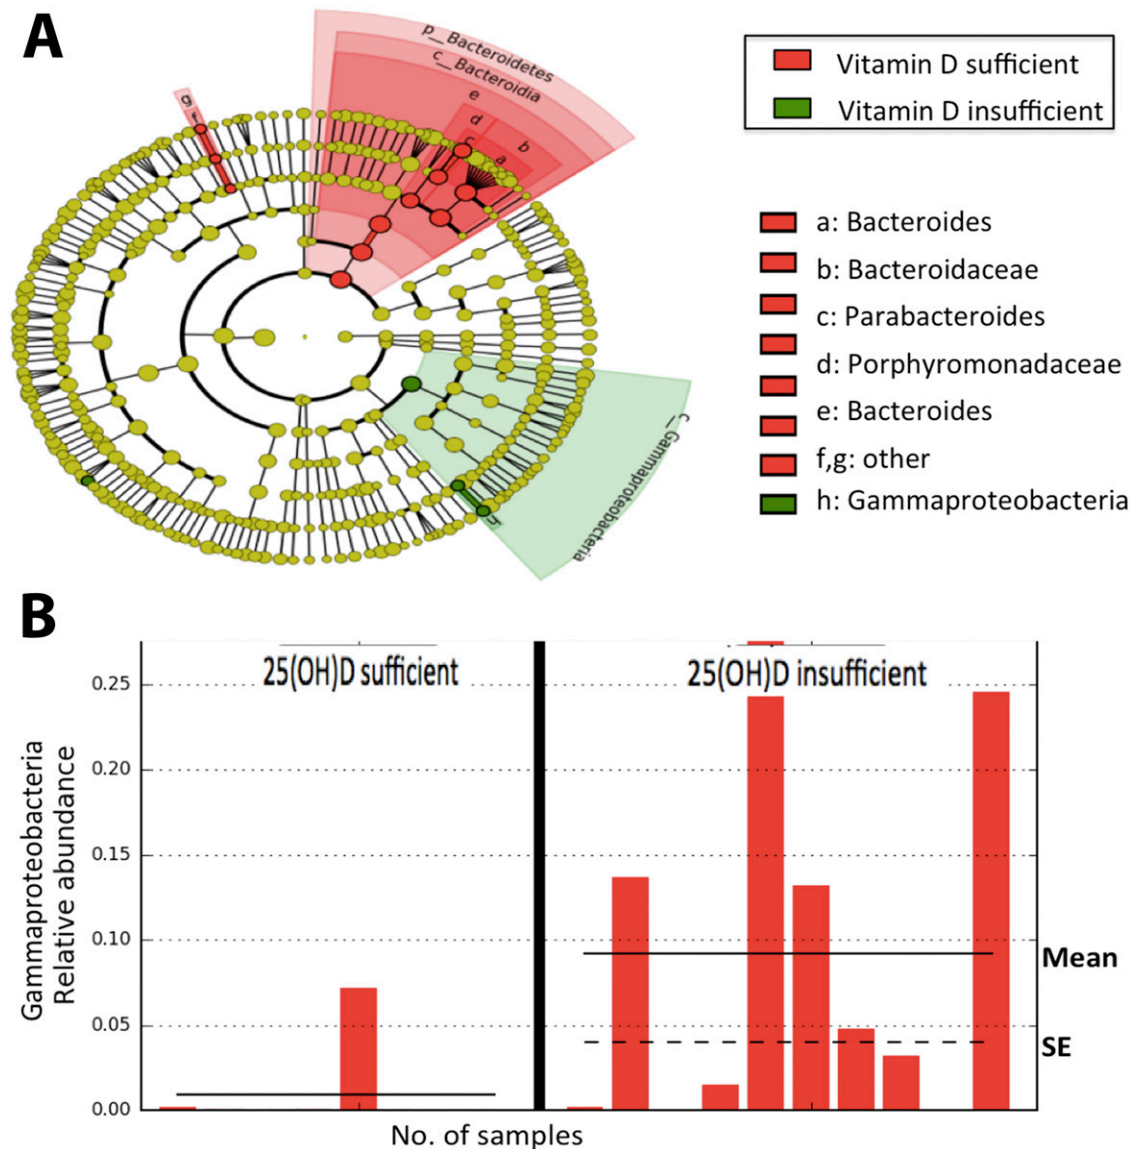 A
p__Bacteroidetes
c__Bacteroidia
e
d
c
b
a
g
f
c__Gammaproteobacteria
h
Vitamin D sufficient
Vitamin D insufficient
a: Bacteroides
b: Bacteroidaceae
c: Parabacteroides
d: Porphyromonadaceae
e: Bacteroides
f,g: other
h: Gammaproteobacteria
B
25(OH)D sufficient
25(OH)D insufficient
Gammaproteobacteria
Relative abundance
0.25
0.20
0.15
0.10
0.05
0.00
Mean
SE
No. of samples